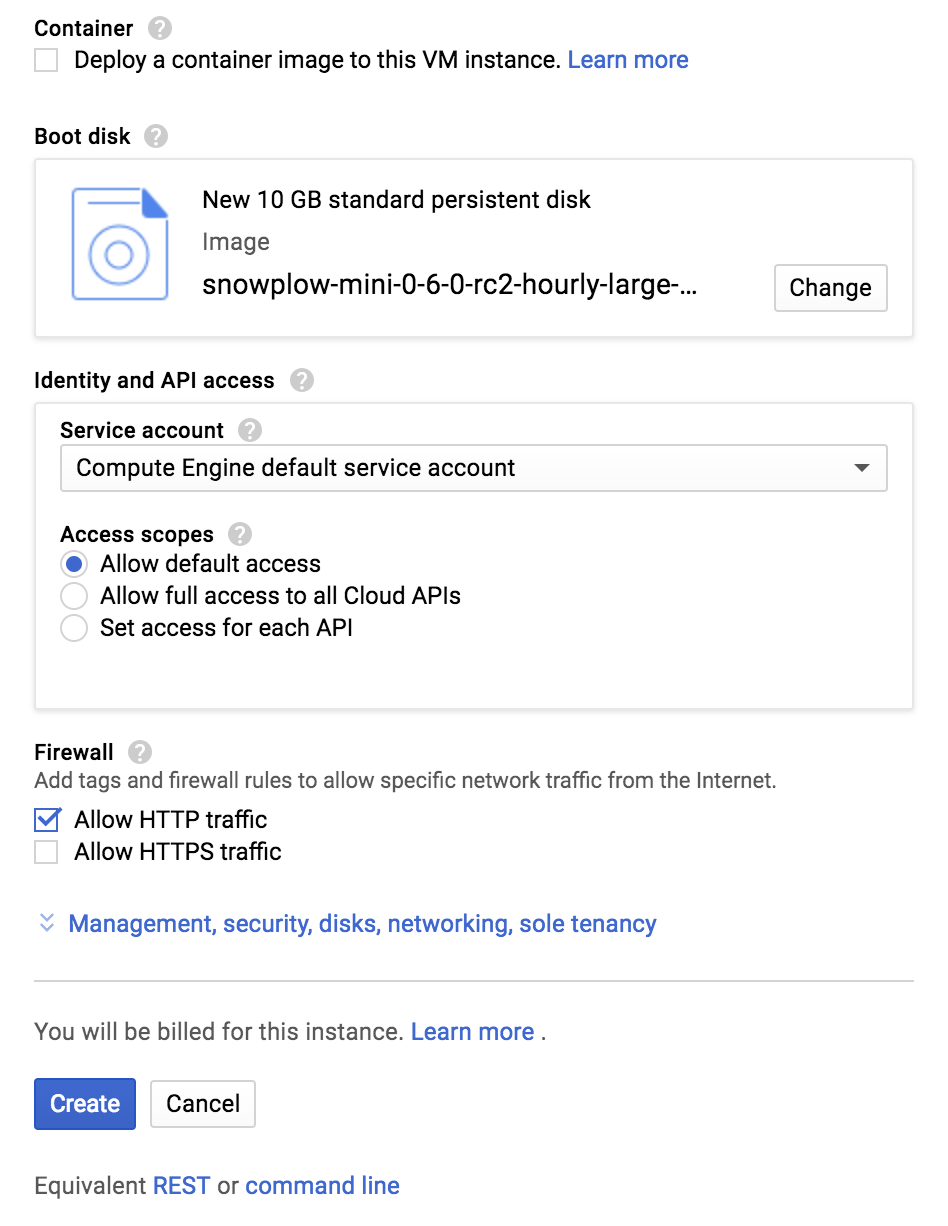 Container ?
Deploy a container image to this VM instance. Learn more
Boot disk ?
New 10 GB standard persistent disk
Image
snowplow-mini-0-6-0-rc2-hourly-large-...
Change
Identity and API access ?
Service account ?
Compute Engine default service account
Access scopes ?
Allow default access
Allow full access to all Cloud APIs
Set access for each API
Firewall ?
Add tags and firewall rules to allow specific network traffic from the Internet.
Allow HTTP traffic
Allow HTTPS traffic
Management, security, disks, networking, sole tenancy
You will be billed for this instance. Learn more .
Create Cancel
Equivalent REST or command line